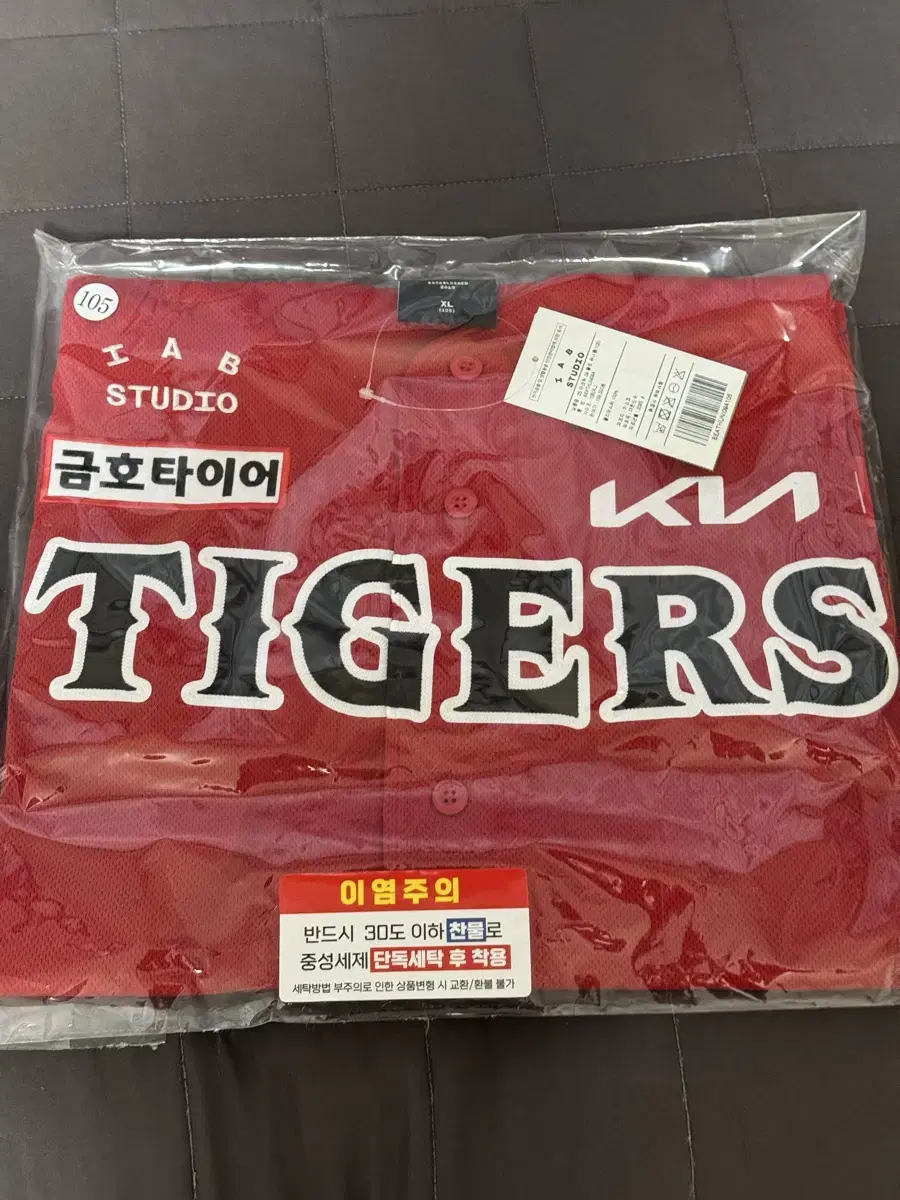 105
ESTABLISHED
XL
(105)
I A B
STUDIO
I A B
STUDIO
금호타이어
KIA
TIGERS
이염주의
반드시 30도 이하 찬물로
중성세제 단독세탁 후 착용
세탁방법 부주의로 인한 상품변형 시 교환/환불 불가